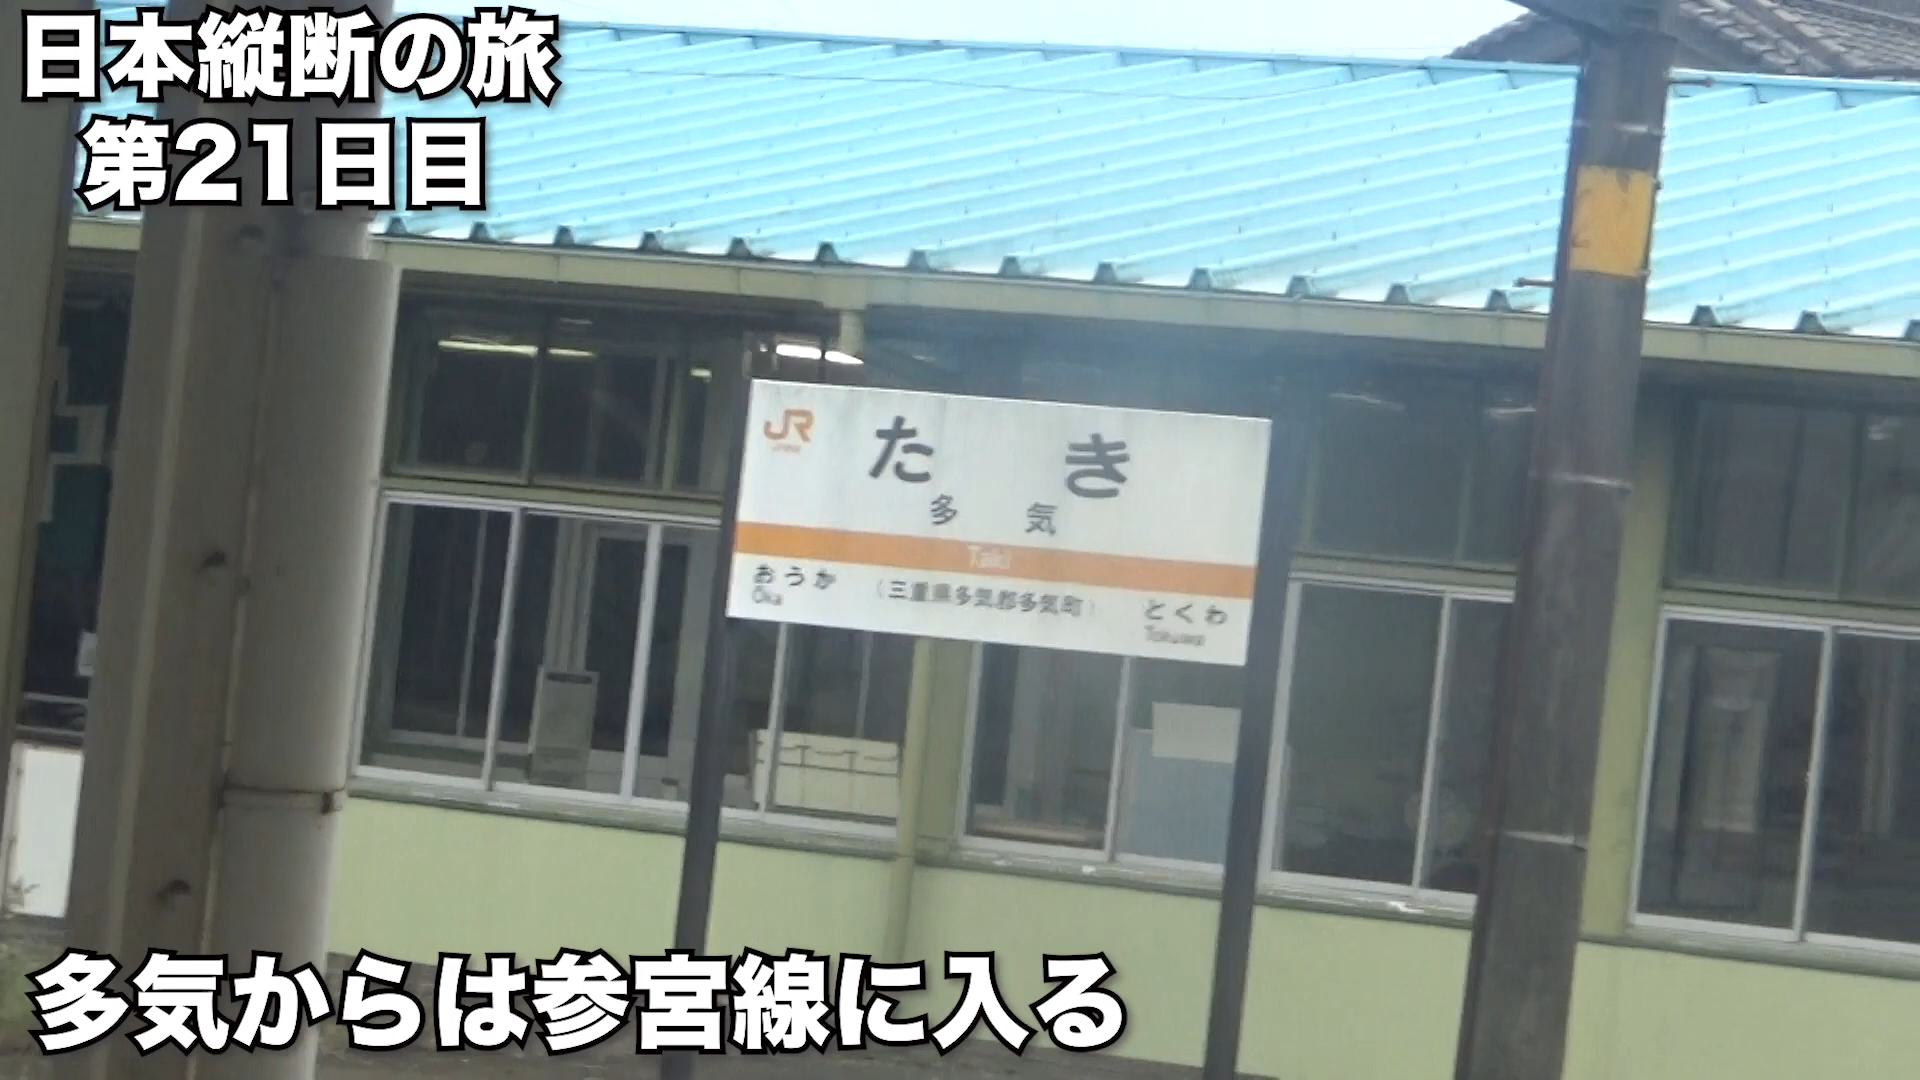 日本縦断の旅
第21日目
JR
たき
多気
Taki
おうか
Ōka
（三重県多気郡多気町）
とくわ
Tokuwa
多気からは参宮線に入る